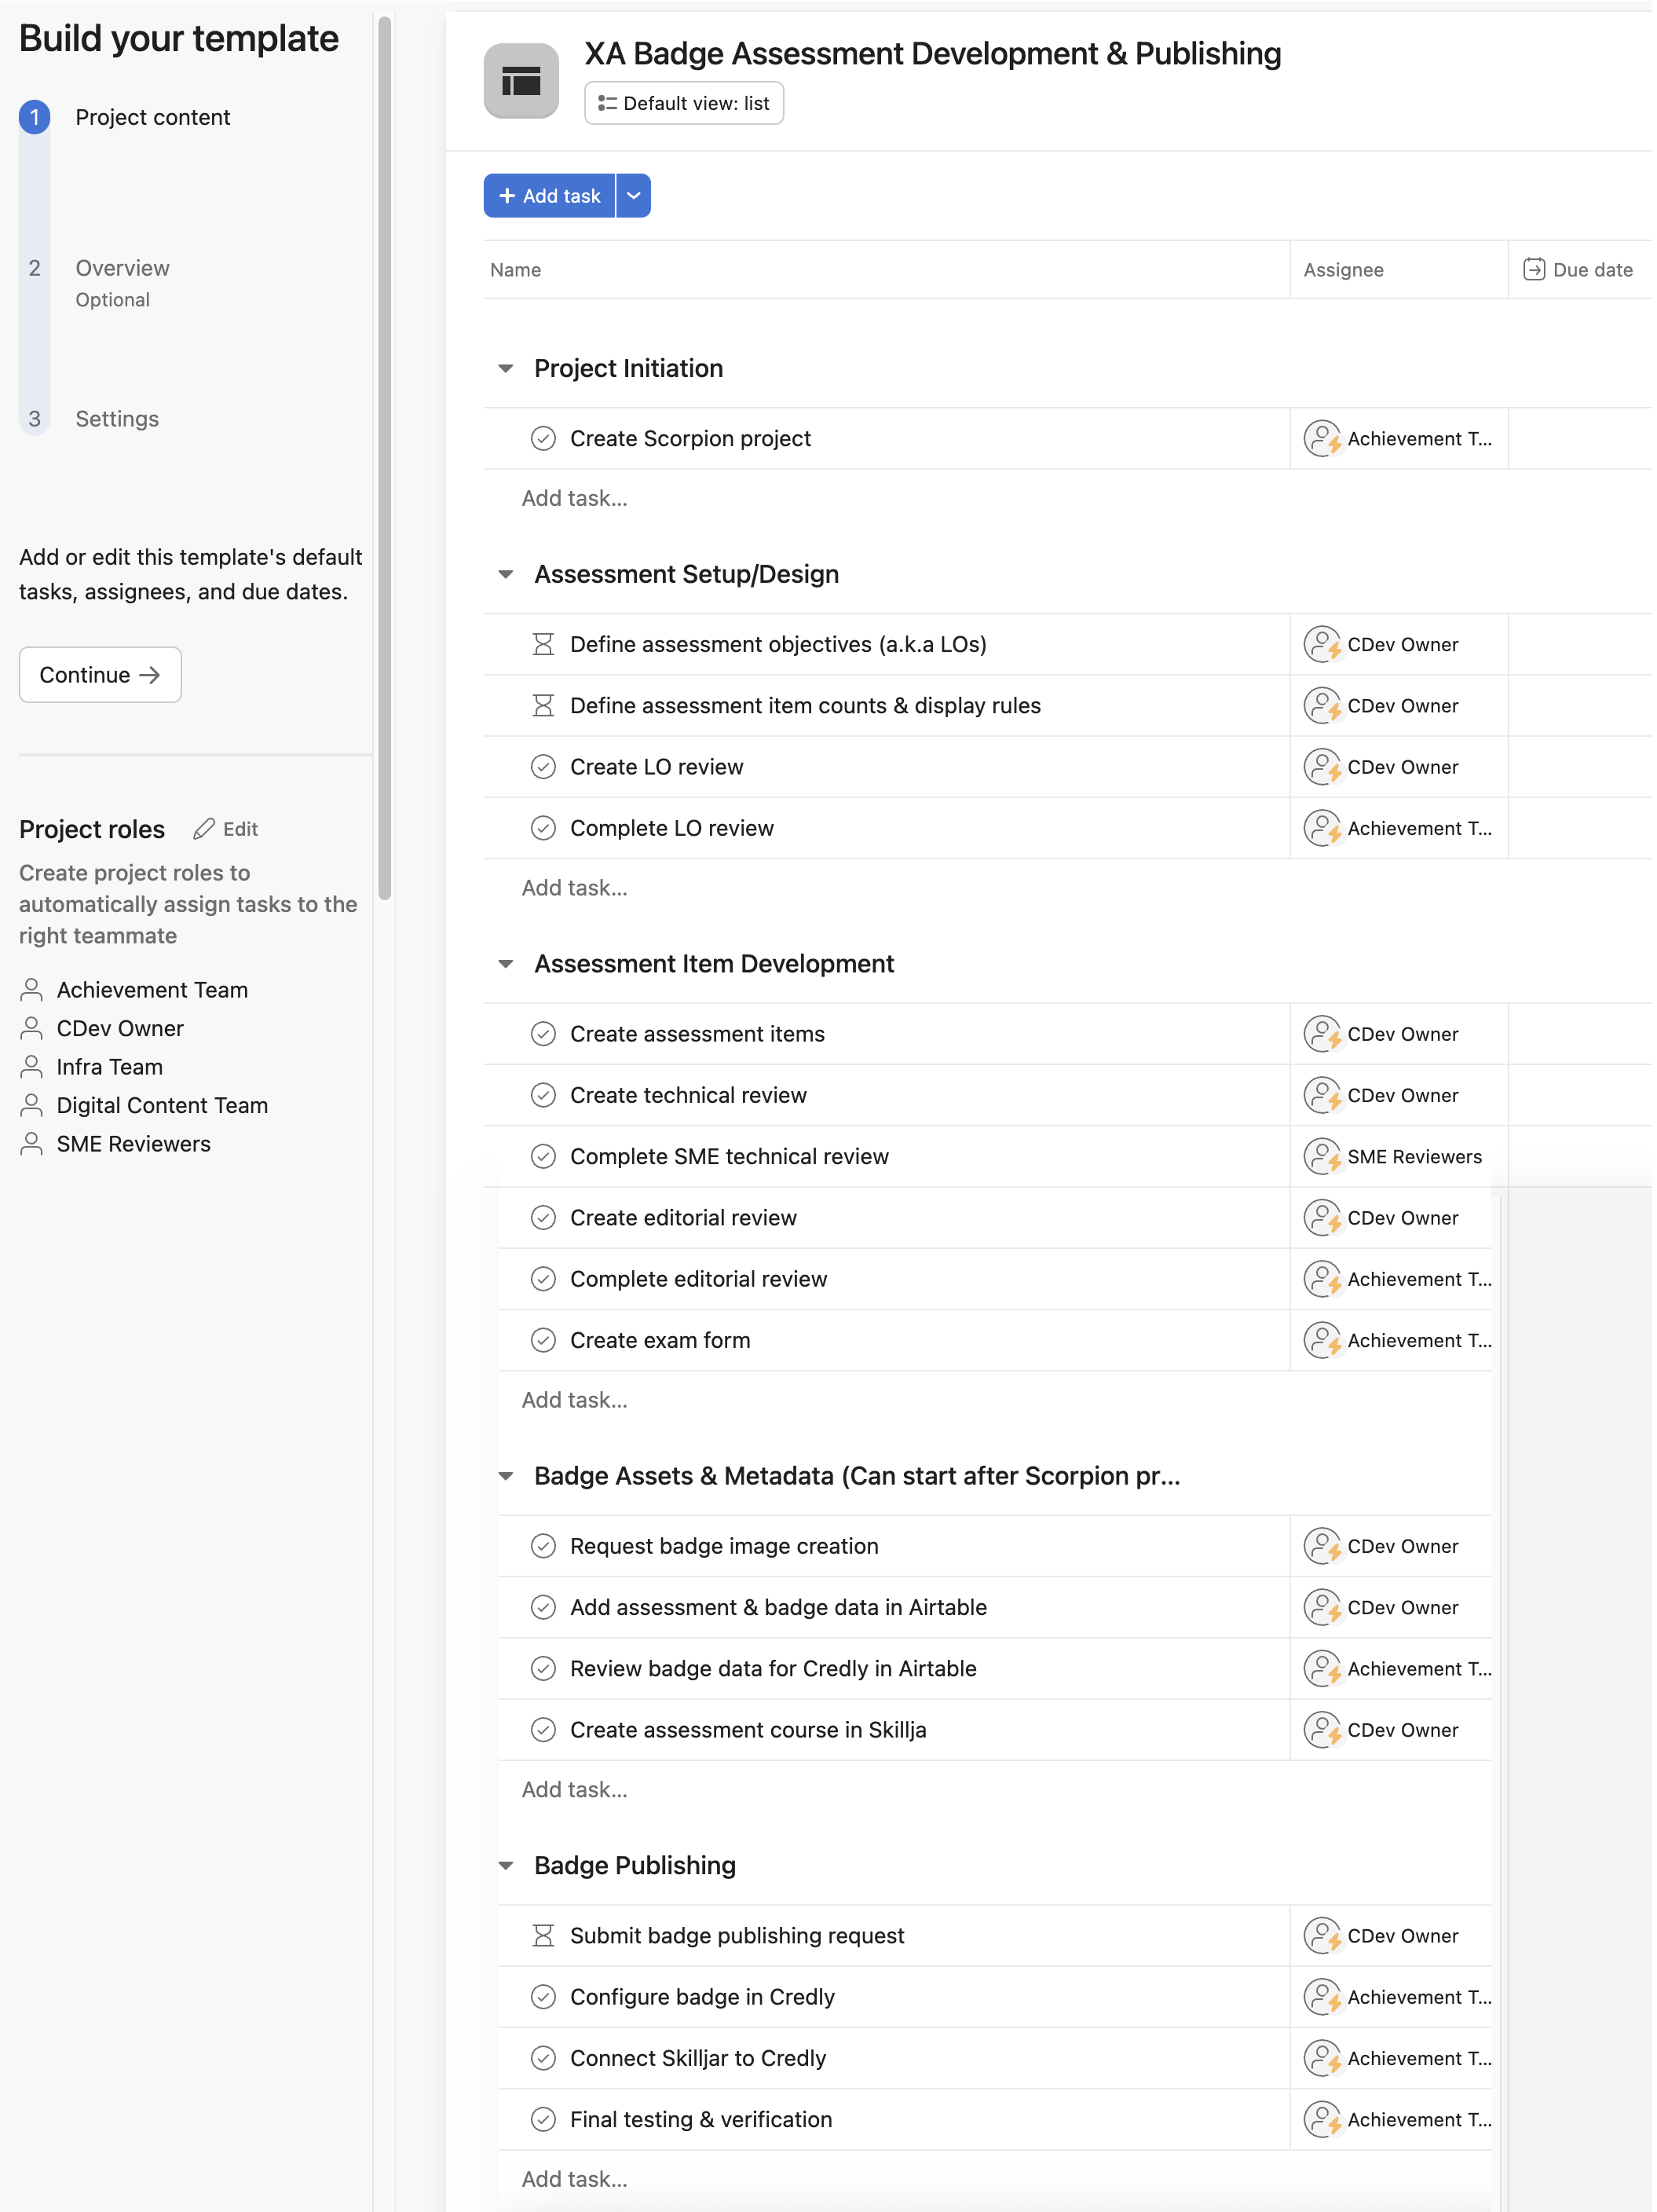 Build your template
1 Project content
2 Overview
Optional
3 Settings
Add or edit this template's default
tasks, assignees, and due dates.
Continue →
Project roles Edit
Create project roles to
automatically assign tasks to the
right teammate
Achievement Team
CDev Owner
Infra Team
Digital Content Team
SME Reviewers
XA Badge Assessment Development & Publishing
Default view: list
+ Add task
Name Assignee Due date
Project Initiation
Create Scorpion project Achievement T...
Add task...
Assessment Setup/Design
Define assessment objectives (a.k.a LOs) CDev Owner
Define assessment item counts & display rules CDev Owner
Create LO review CDev Owner
Complete LO review Achievement T...
Add task...
Assessment Item Development
Create assessment items CDev Owner
Create technical review CDev Owner
Complete SME technical review SME Reviewers
Create editorial review CDev Owner
Complete editorial review Achievement T...
Create exam form Achievement T...
Add task...
Badge Assets & Metadata (Can start after Scorpion pr...
Request badge image creation CDev Owner
Add assessment & badge data in Airtable CDev Owner
Review badge data for Credly in Airtable Achievement T...
Create assessment course in Skillja CDev Owner
Add task...
Badge Publishing
Submit badge publishing request CDev Owner
Configure badge in Credly Achievement T...
Connect Skilljar to Credly Achievement T...
Final testing & verification Achievement T...
Add task...